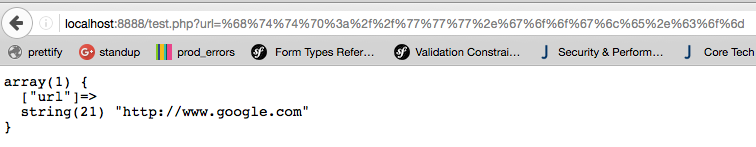 localhost:8888/test.php?url=%68%74%74%70%3a%2f%2f%77%77%77%2e%67%6f%6f%67%6c%65%2e%63%6f%6d
prettify standup prod_errors Form Types Refer... Validation Constrai... Security & Perform... Core Tech
array(1) {
["url"]=>
string(21) "http://www.google.com"
}